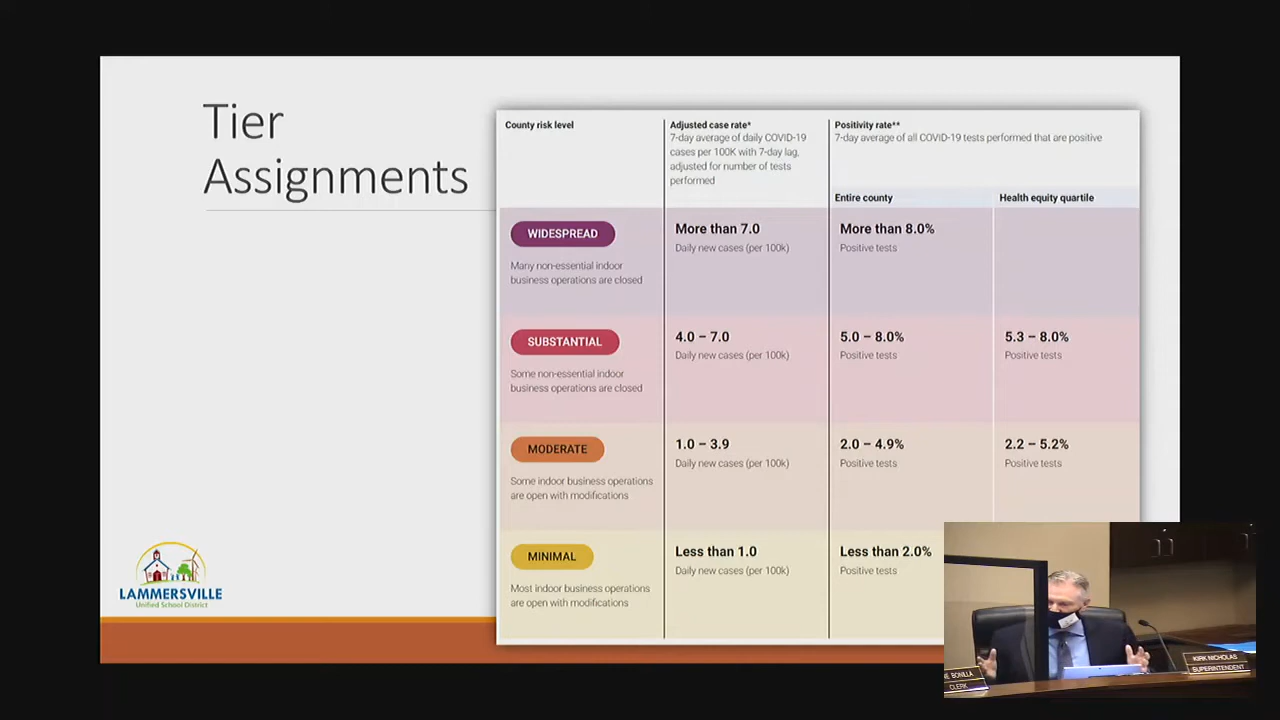 Tier
Assignments
County risk level
Adjusted case rate*
7-day average of daily COVID-19
cases per 100K with 7-day lag,
adjusted for number of tests
performed
Positivity rate**
7-day average of all COVID-19 tests performed that are positive
Entire county
Health equity quartile
WIDESPREAD
Many non-essential indoor
business operations are closed
More than 7.0
Daily new cases (per 100k)
More than 8.0%
Positive tests
SUBSTANTIAL
Some non-essential indoor
business operations are closed
4.0 – 7.0
Daily new cases (per 100k)
5.0 – 8.0%
Positive tests
5.3 – 8.0%
Positive tests
MODERATE
Some indoor business operations
are open with modifications
1.0 – 3.9
Daily new cases (per 100k)
2.0 – 4.9%
Positive tests
2.2 – 5.2%
Positive tests
MINIMAL
Most indoor business operations
are open with modifications
Less than 1.0
Daily new cases (per 100k)
Less than 2.0%
Positive tests
LAMMERSVILLE
Unified School District
NE BONILLA
CLERK
KIRK NICHOLAS
SUPERINTENDENT